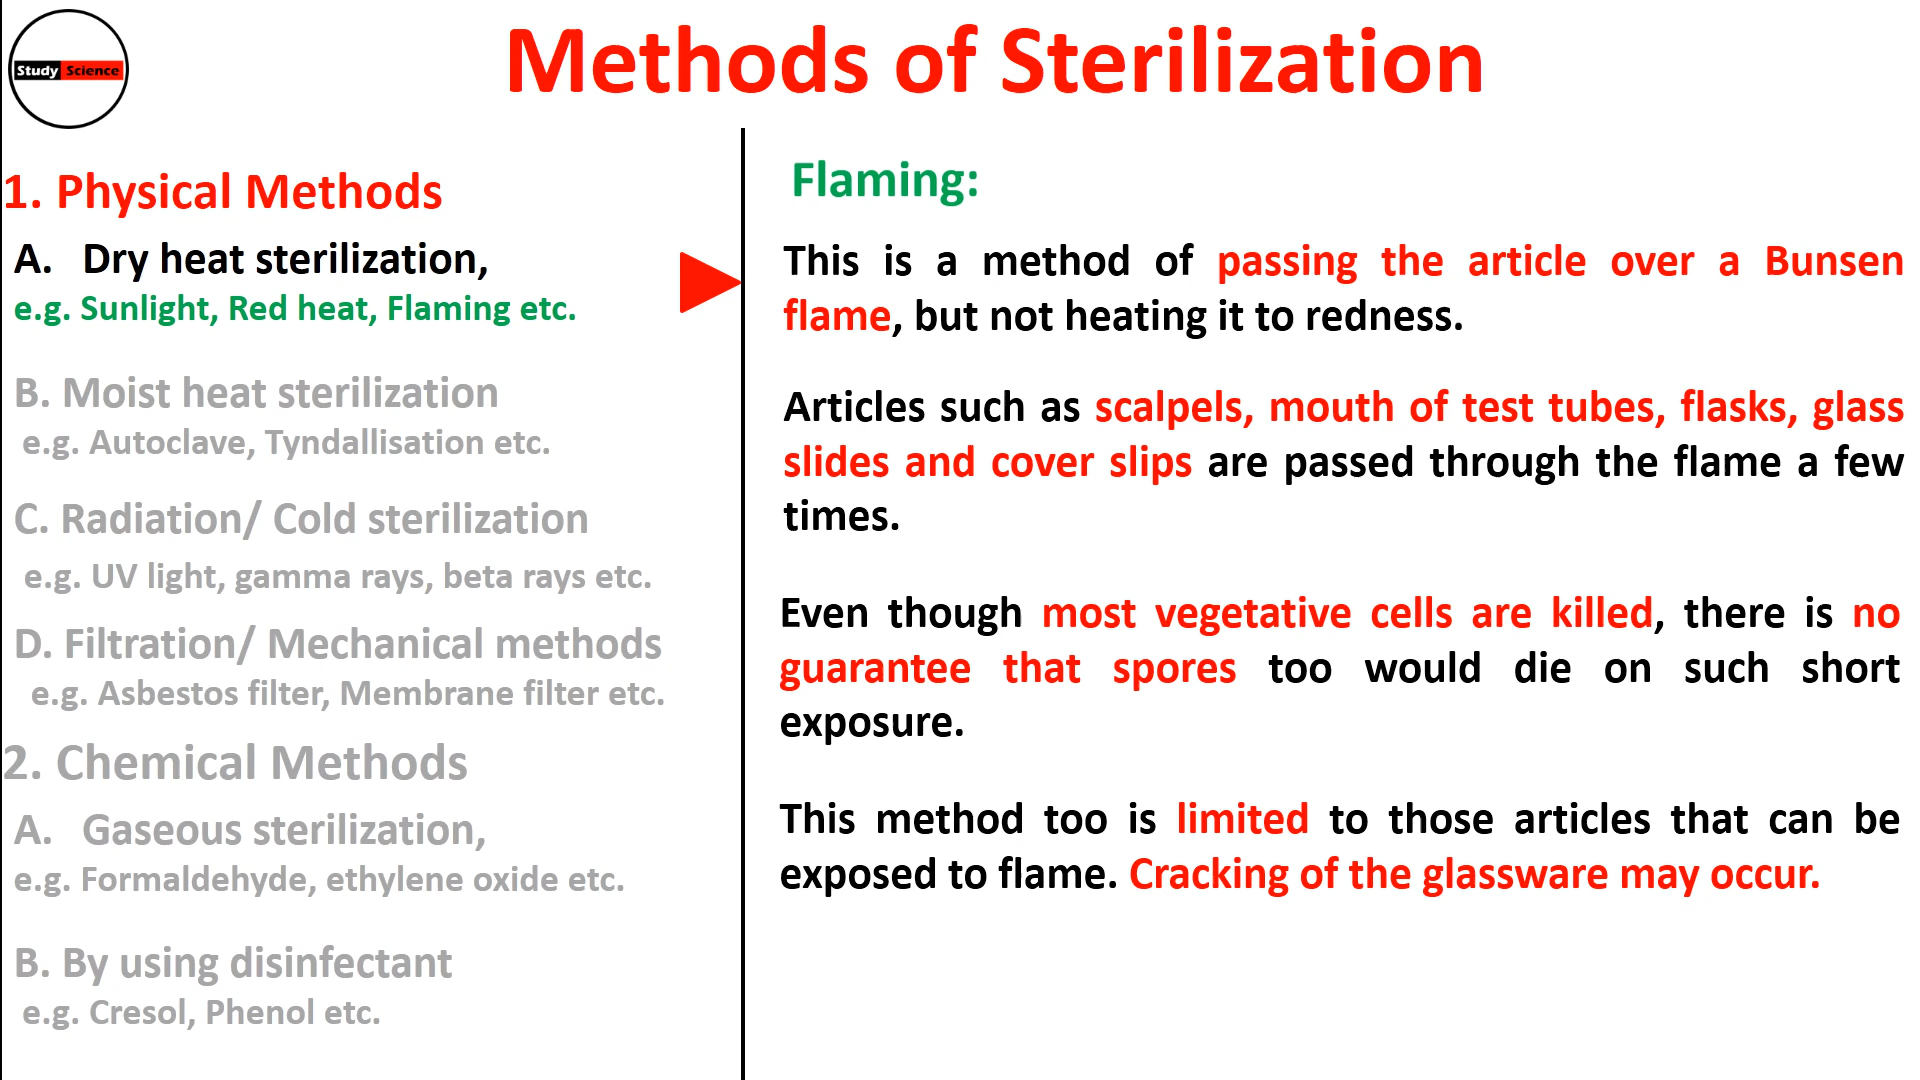 Study Science
Methods of Sterilization
1. Physical Methods
A. Dry heat sterilization,
e.g. Sunlight, Red heat, Flaming etc.
B. Moist heat sterilization
e.g. Autoclave, Tyndallisation etc.
C. Radiation/ Cold sterilization
e.g. UV light, gamma rays, beta rays etc.
D. Filtration/ Mechanical methods
e.g. Asbestos filter, Membrane filter etc.
2. Chemical Methods
A. Gaseous sterilization,
e.g. Formaldehyde, ethylene oxide etc.
B. By using disinfectant
e.g. Cresol, Phenol etc.
Flaming:
This is a method of passing the article over a Bunsen
flame, but not heating it to redness.
Articles such as scalpels, mouth of test tubes, flasks, glass
slides and cover slips are passed through the flame a few
times.
Even though most vegetative cells are killed, there is no
guarantee that spores too would die on such short
exposure.
This method too is limited to those articles that can be
exposed to flame. Cracking of the glassware may occur.